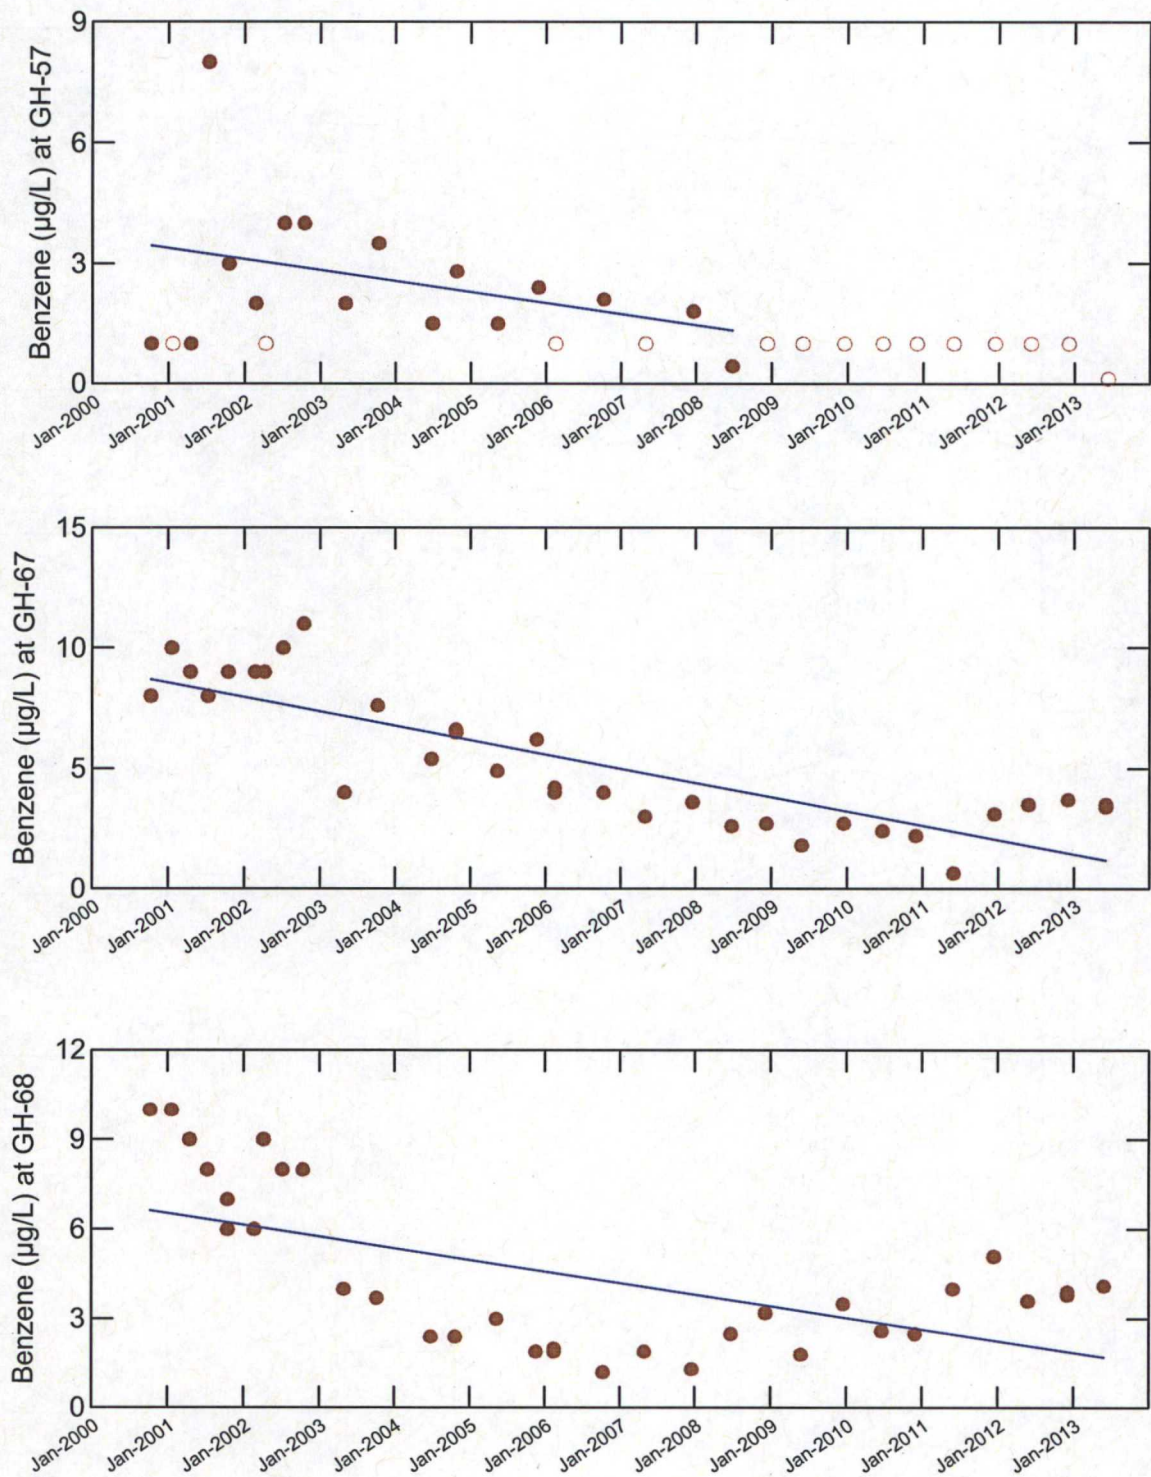 Benzene (µg/L) at GH-57
9
6
3
0
Jan-2000 Jan-2001 Jan-2002 Jan-2003 Jan-2004 Jan-2005 Jan-2006 Jan-2007 Jan-2008 Jan-2009 Jan-2010 Jan-2011 Jan-2012 Jan-2013
Benzene (µg/L) at GH-67
15
10
5
0
Jan-2000 Jan-2001 Jan-2002 Jan-2003 Jan-2004 Jan-2005 Jan-2006 Jan-2007 Jan-2008 Jan-2009 Jan-2010 Jan-2011 Jan-2012 Jan-2013
Benzene (µg/L) at GH-68
12
9
6
3
0
Jan-2000 Jan-2001 Jan-2002 Jan-2003 Jan-2004 Jan-2005 Jan-2006 Jan-2007 Jan-2008 Jan-2009 Jan-2010 Jan-2011 Jan-2012 Jan-2013